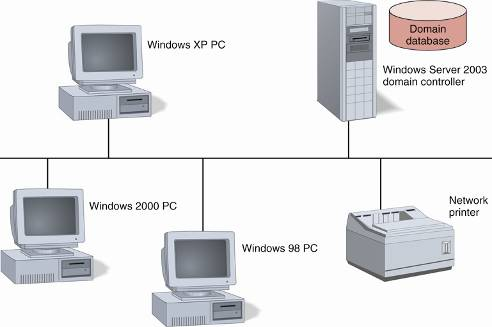 Windows XP PC
Domain
database
Windows Server 2003
domain controller
Windows 2000 PC
Network
printer
Windows 98 PC